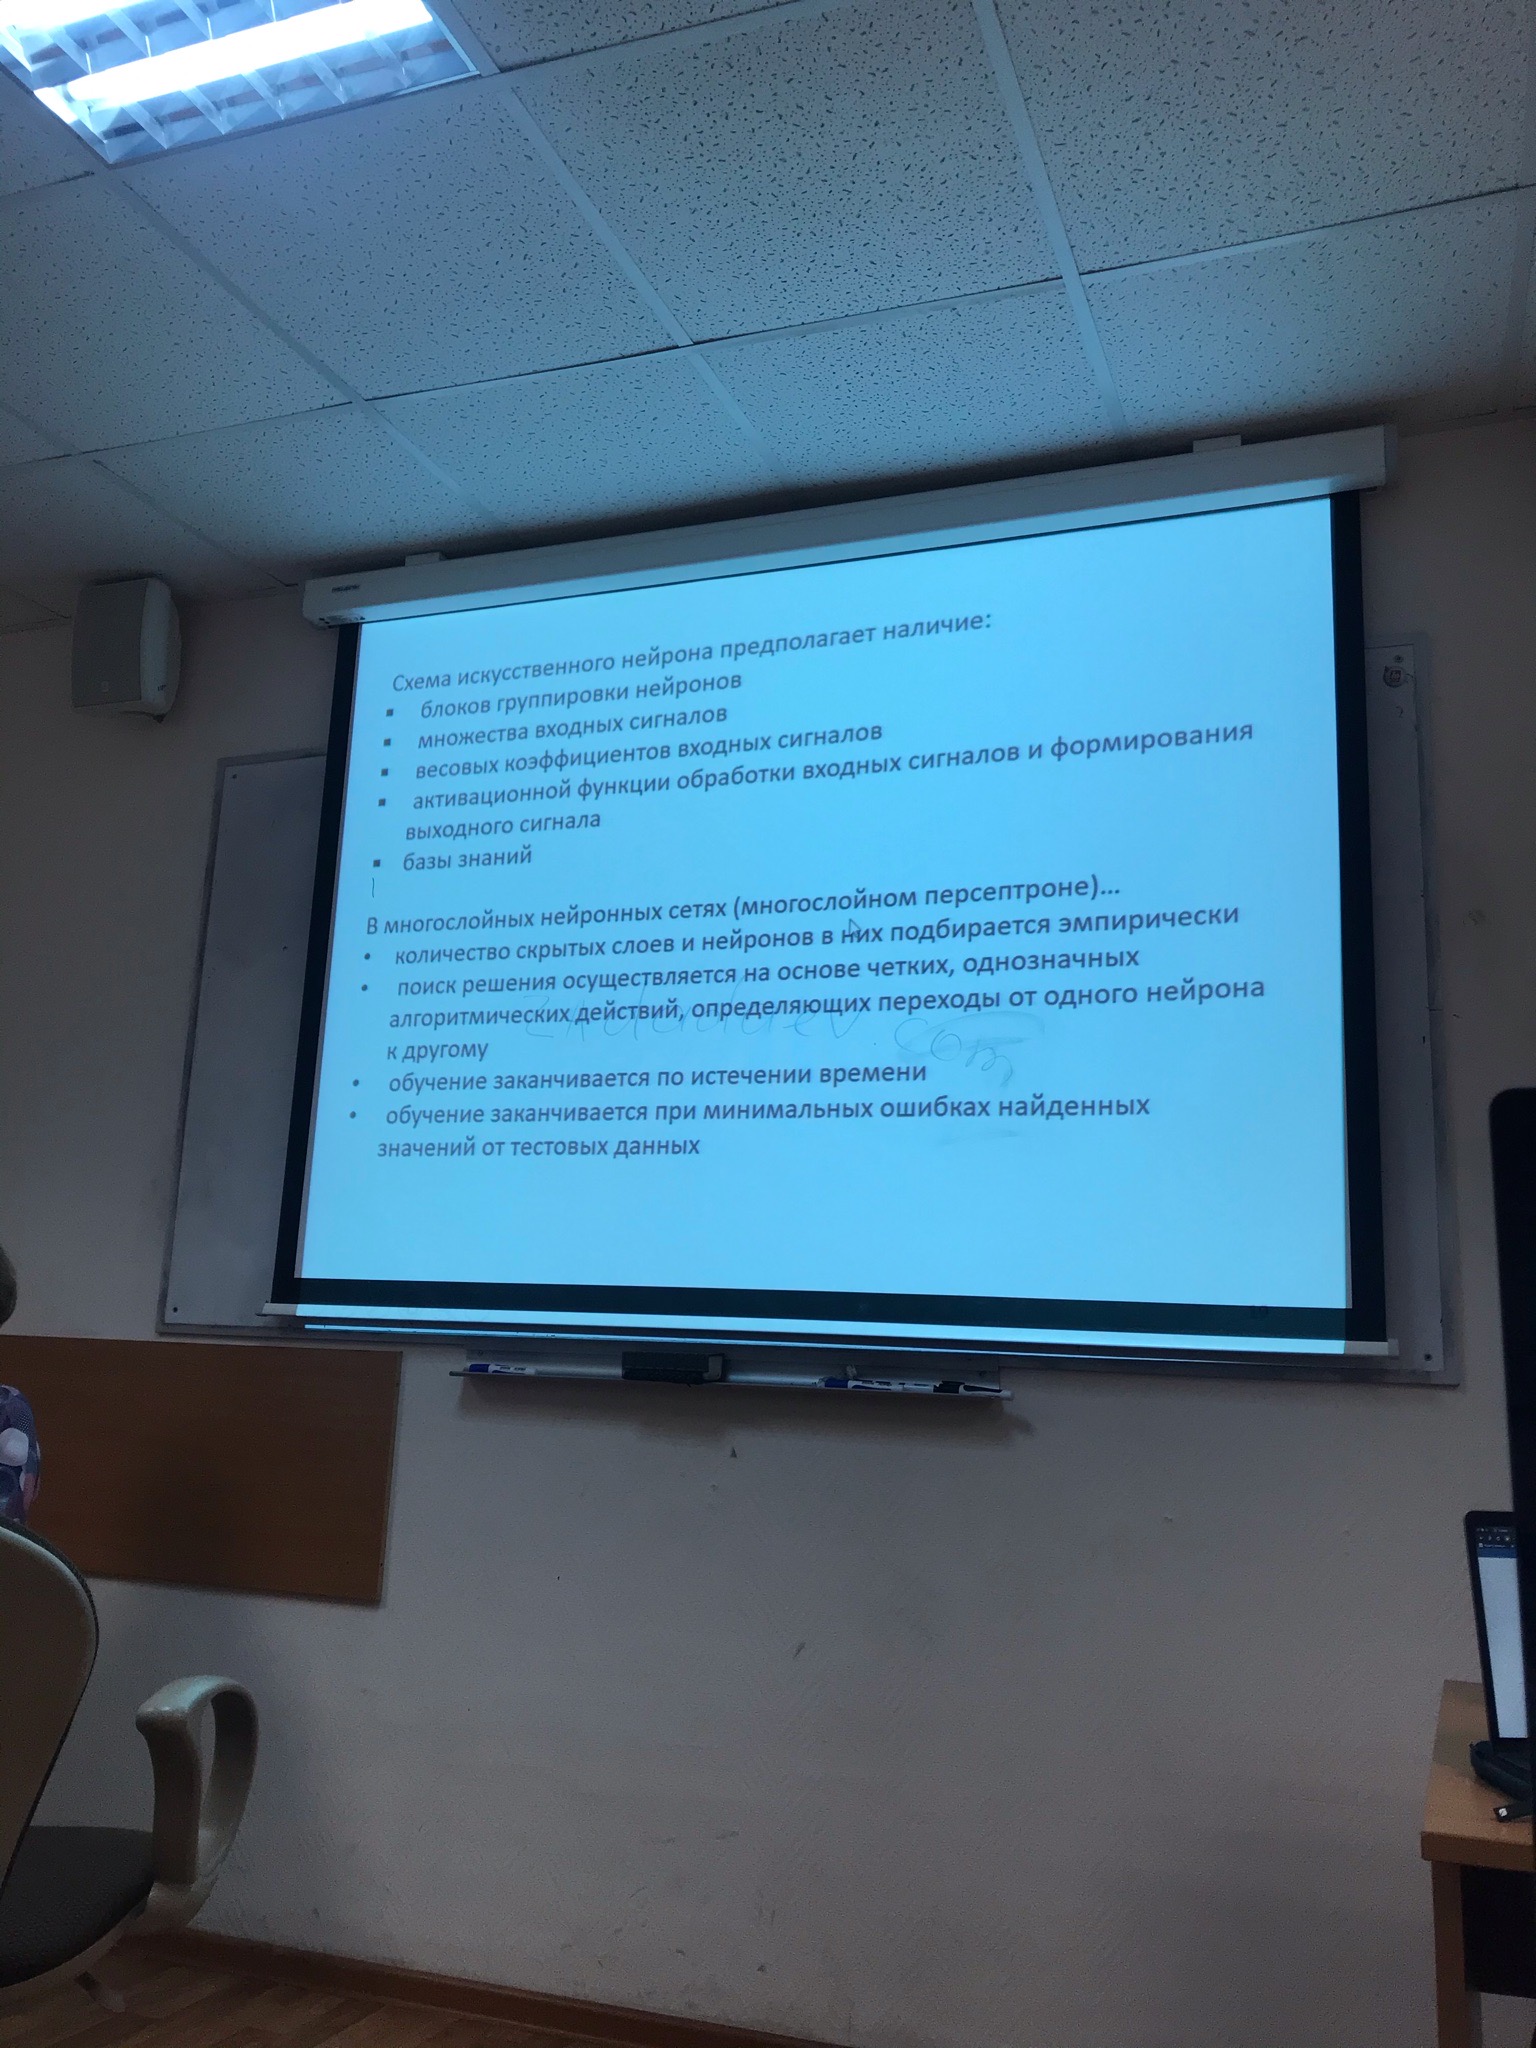 Схема искусственного нейрона предполагает наличие:
▪ блоков группировки нейронов
▪ множества входных сигналов
▪ весовых коэффициентов входных сигналов
▪ активационной функции обработки входных сигналов и формирования
выходного сигнала
▪ базы знаний
В многослойных нейронных сетях (многослойном персептроне)...
• количество скрытых слоев и нейронов в них подбирается эмпирически
• поиск решения осуществляется на основе четких, однозначных
алгоритмических действий, определяющих переходы от одного нейрона
к другому
• обучение заканчивается по истечении времени
• обучение заканчивается при минимальных ошибках найденных
значений от тестовых данных